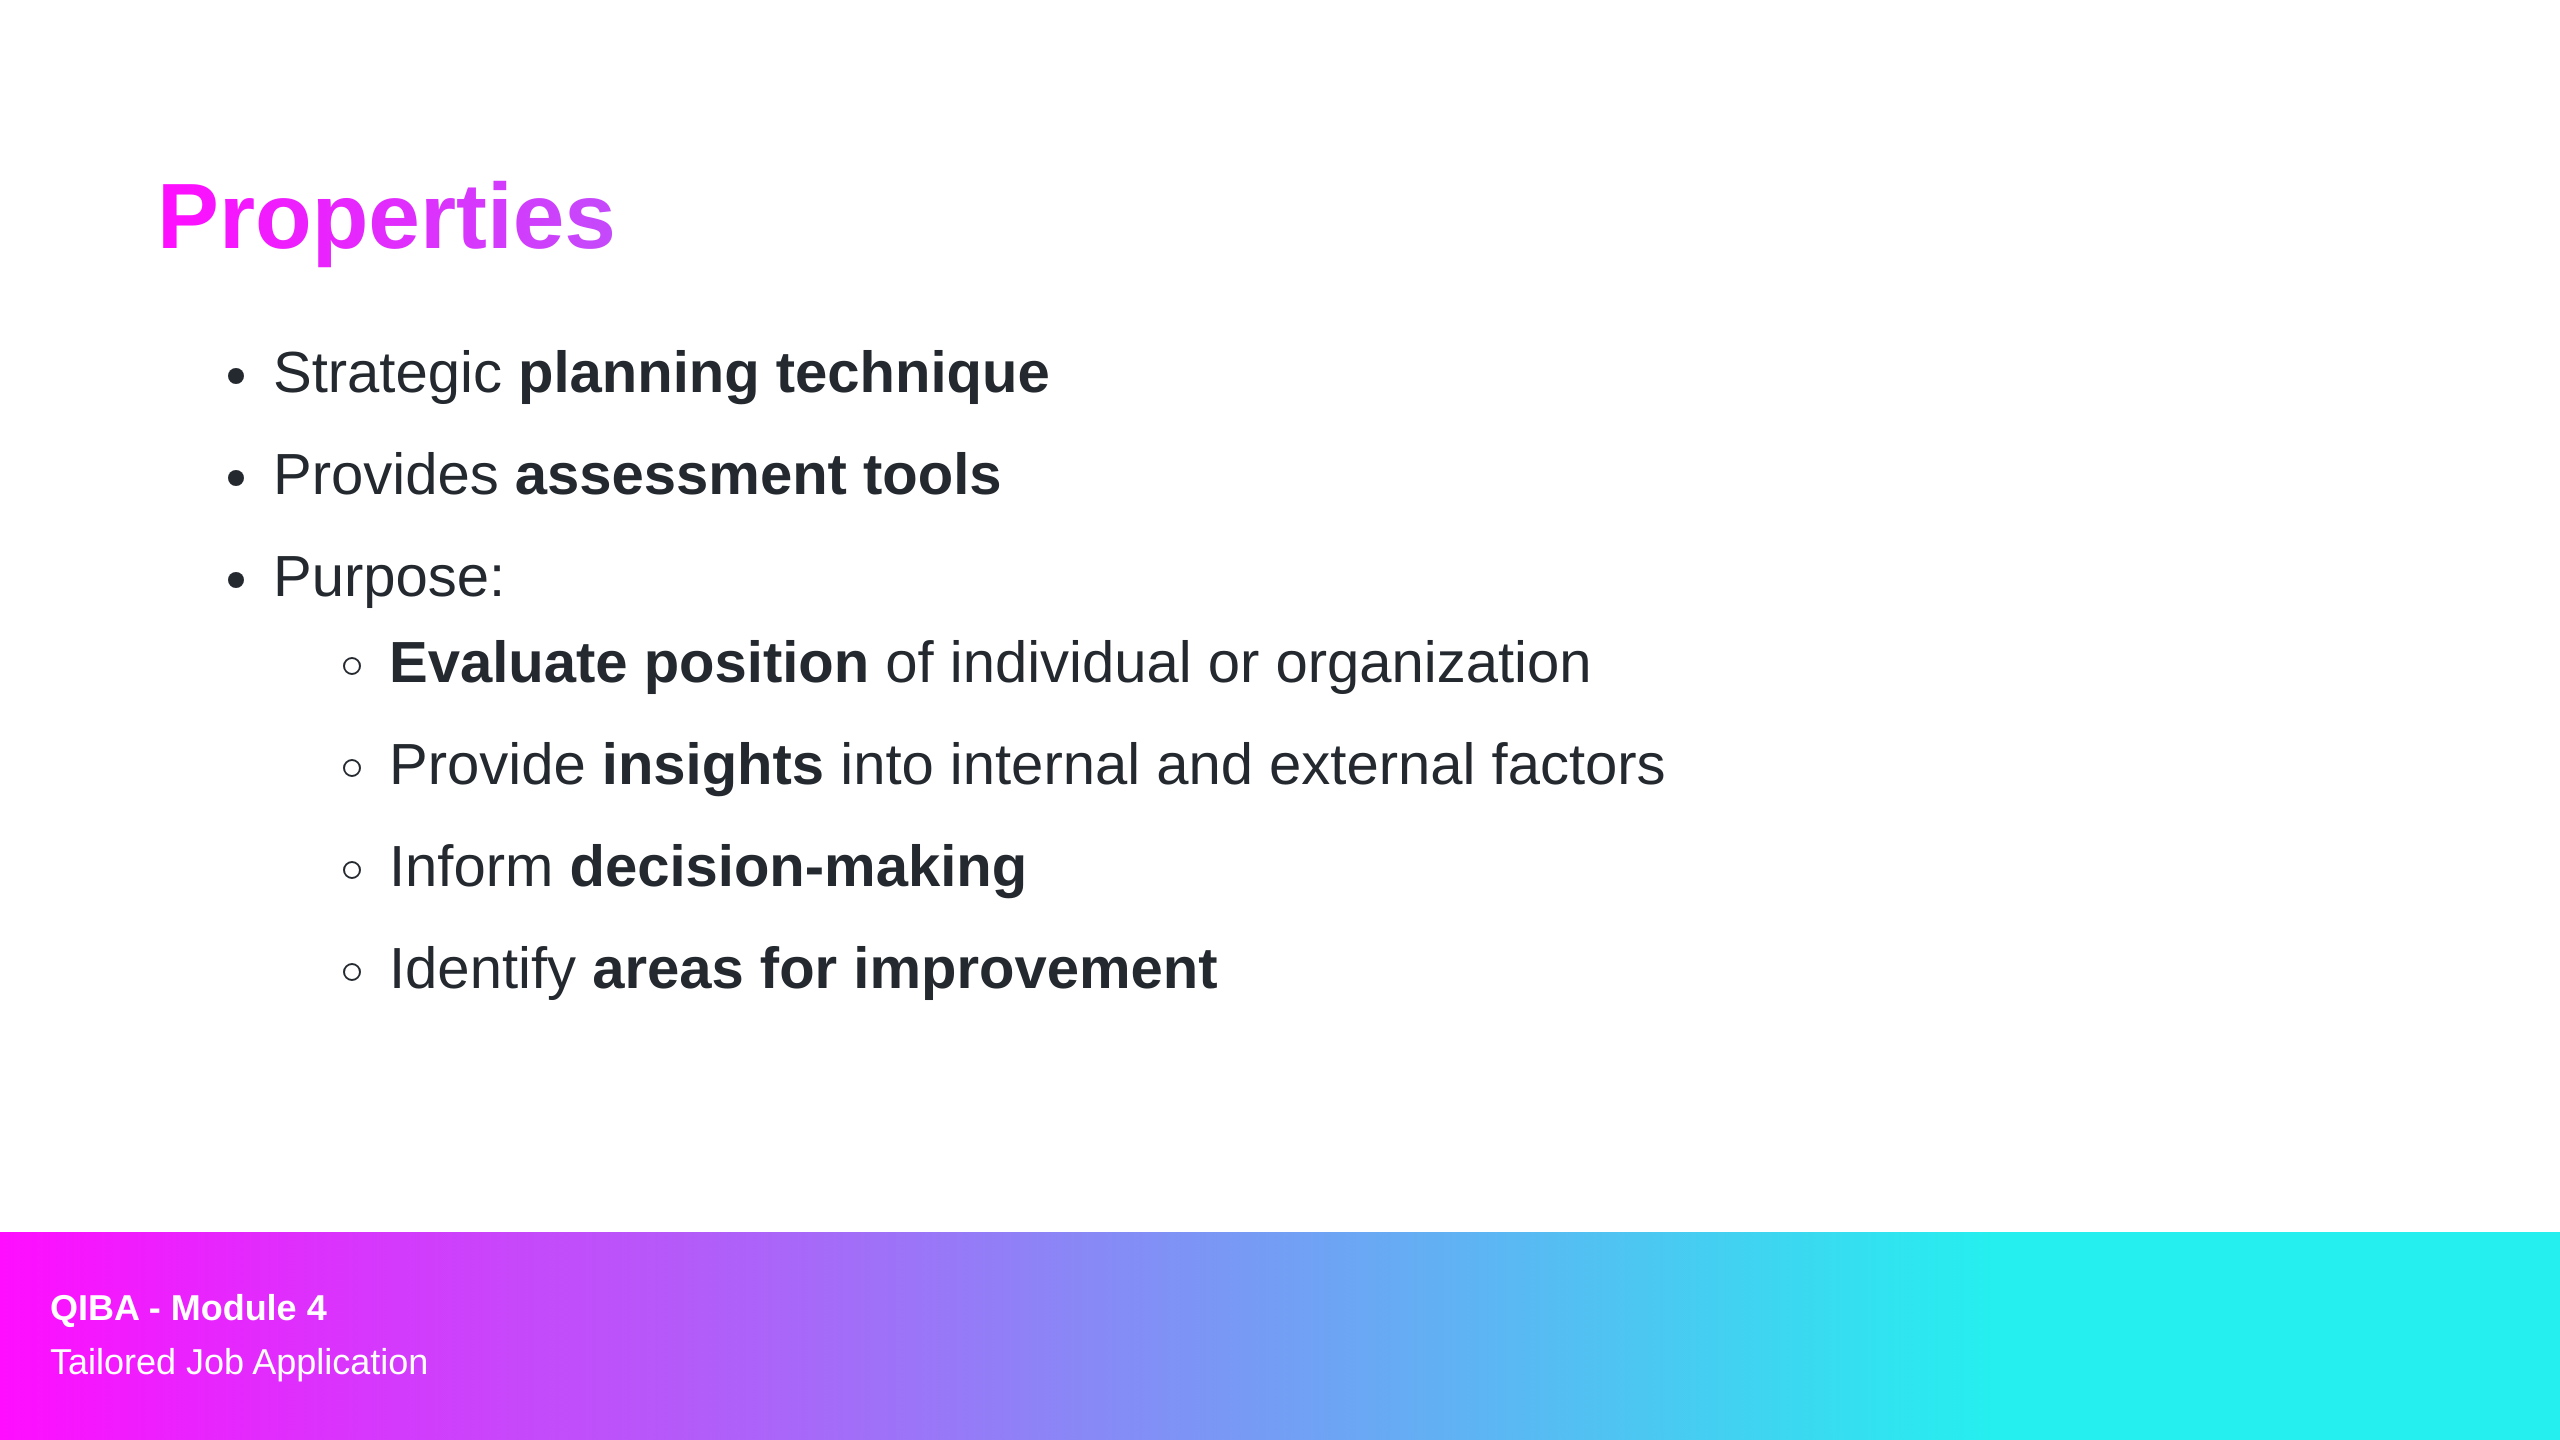 Properties
Strategic planning technique
Provides assessment tools
Purpose:
Evaluate position of individual or organization
Provide insights into internal and external factors
Inform decision-making
Identify areas for improvement
QIBA - Module 4
Tailored Job Application